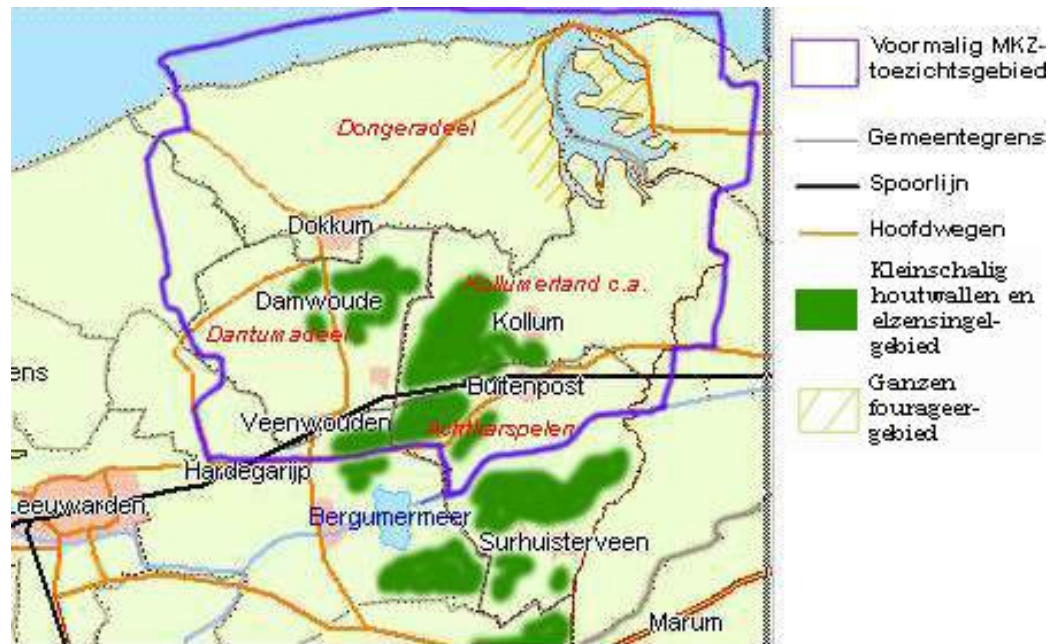 Voormalig MKZ-
toezichtsgebied
Gemeentegrens
Spoorlijn
Hoofdwegen
Kleinschalig
houtwallen en
elzensingel-
gebied
Ganzen
fourageer-
gebied
Dongeradeel
Dokkum
Kollumerland c.a.
Damwoude
Kollum
Dantumadeel
ens
Buitenpost
Veenwouden
Achtkarspelen
Hardegarijp
Leeuwarden
Bergumermeer
Surhuisterveen
Marum